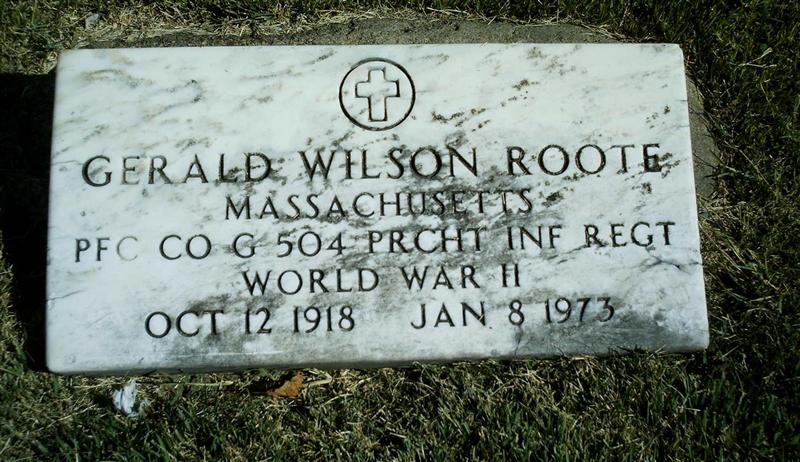 GERALD WILSON ROOTE
MASSACHUSETTS
PFC CO G 504 PRCHT INF REGT
WORLD WAR II
OCT 12 1918 JAN 8 1973